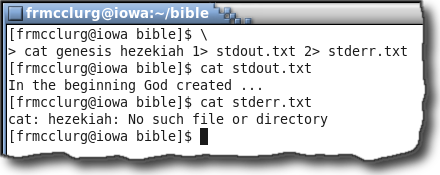 frmcclurg@iowa:~/bible
[frmcclurg@iowa bible]$ \
> cat genesis hezekiah 1> stdout.txt 2> stderr.txt
[frmcclurg@iowa bible]$ cat stdout.txt
In the beginning God created ...
[frmcclurg@iowa bible]$ cat stderr.txt
cat: hezekiah: No such file or directory
[frmcclurg@iowa bible]$